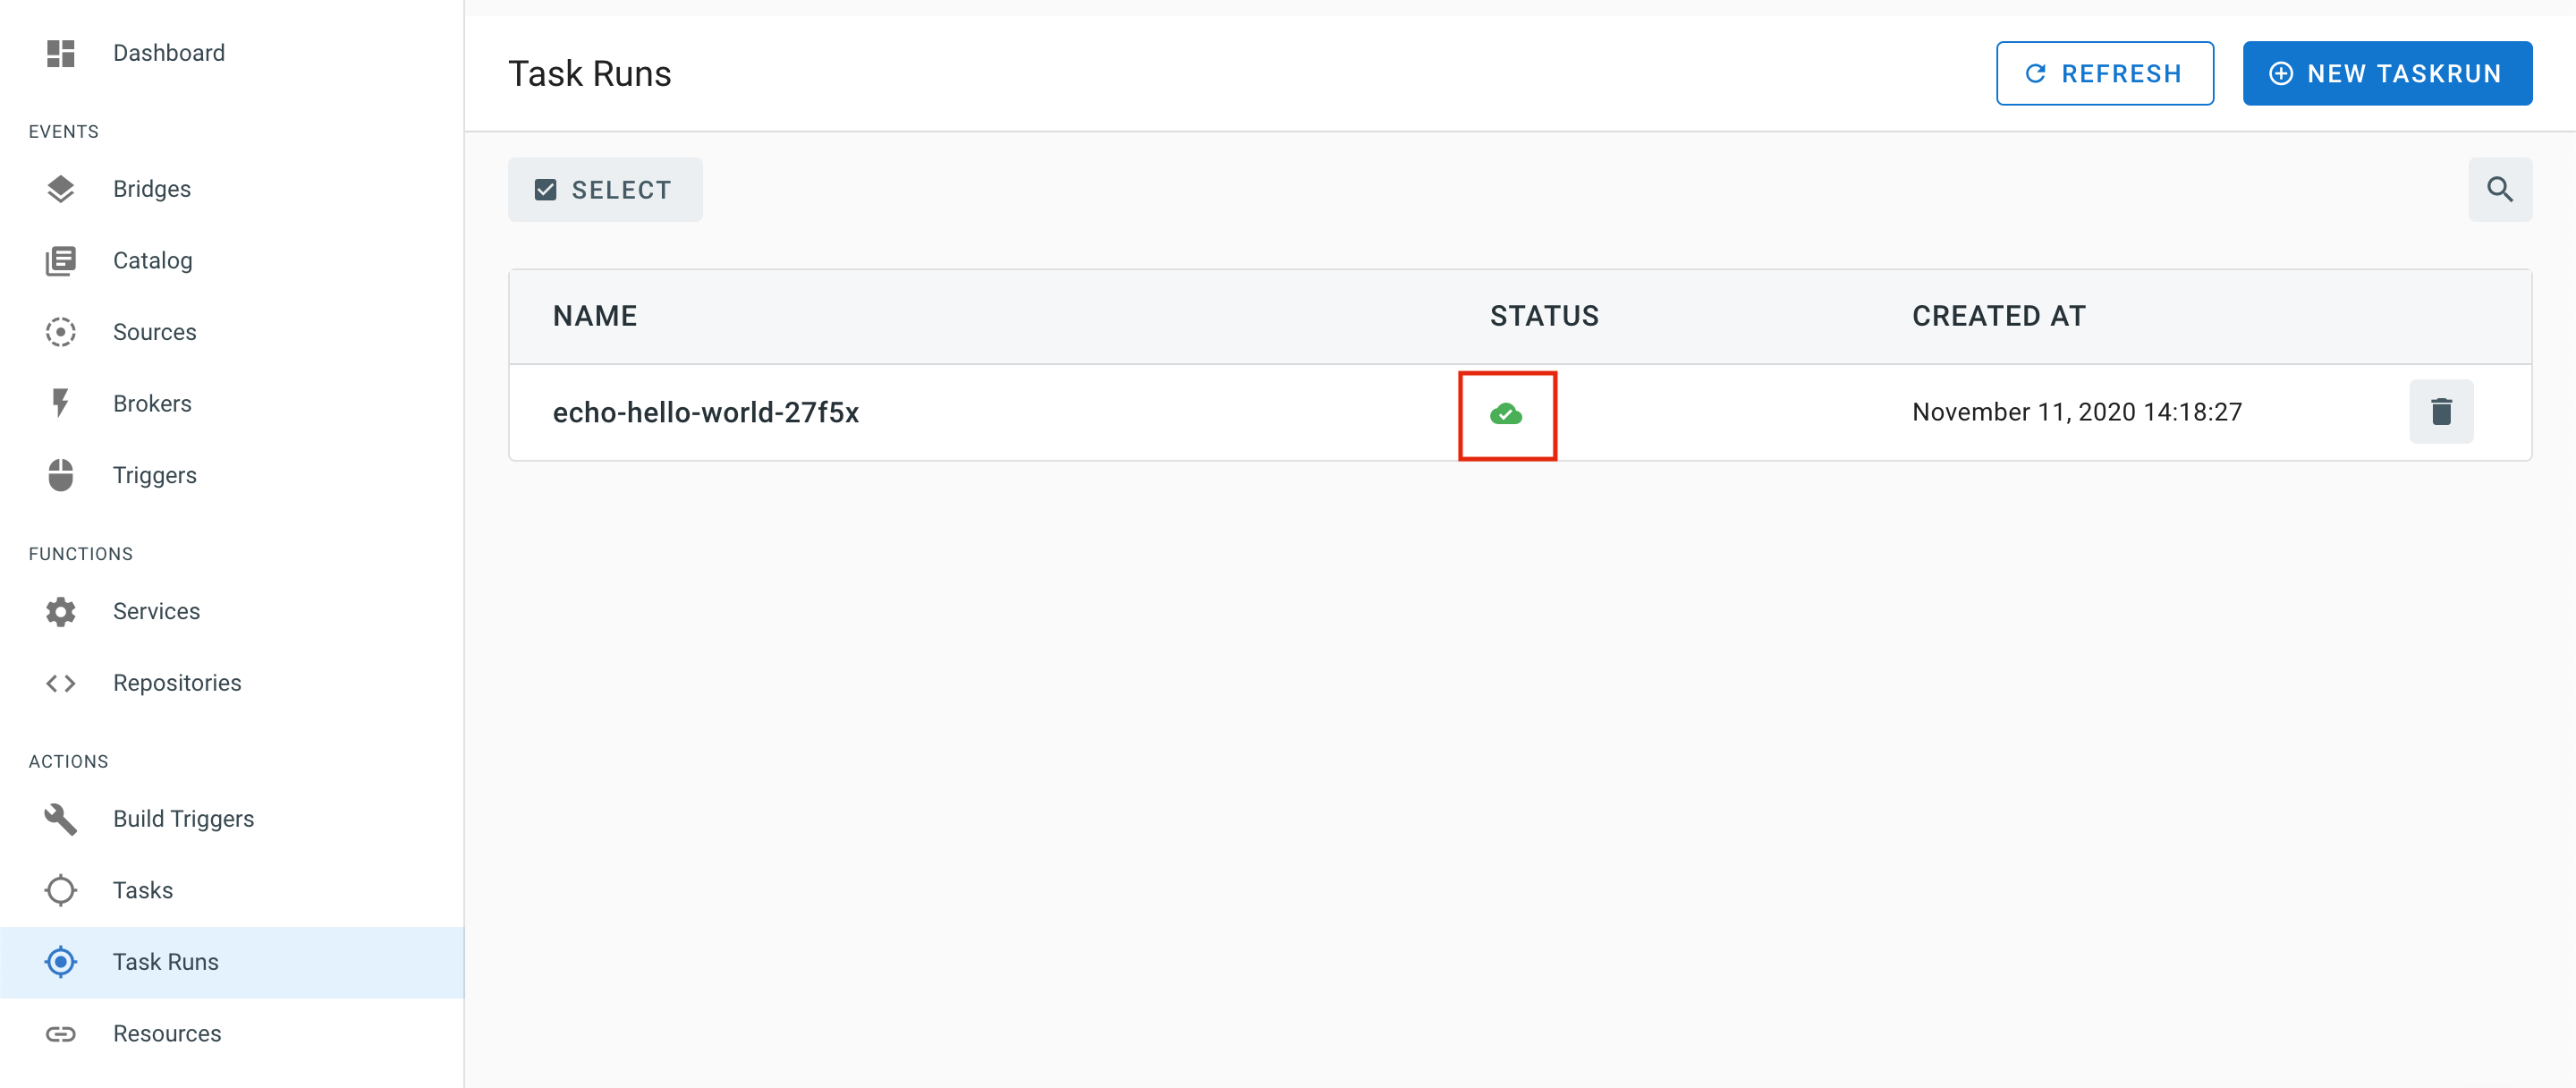 Dashboard
EVENTS
Bridges
Catalog
Sources
Brokers
Triggers
FUNCTIONS
Services
Repositories
ACTIONS
Build Triggers
Tasks
Task Runs
Resources
Task Runs
REFRESH
NEW TASKRUN
SELECT
NAME STATUS CREATED AT
echo-hello-world-27f5x November 11, 2020 14:18:27